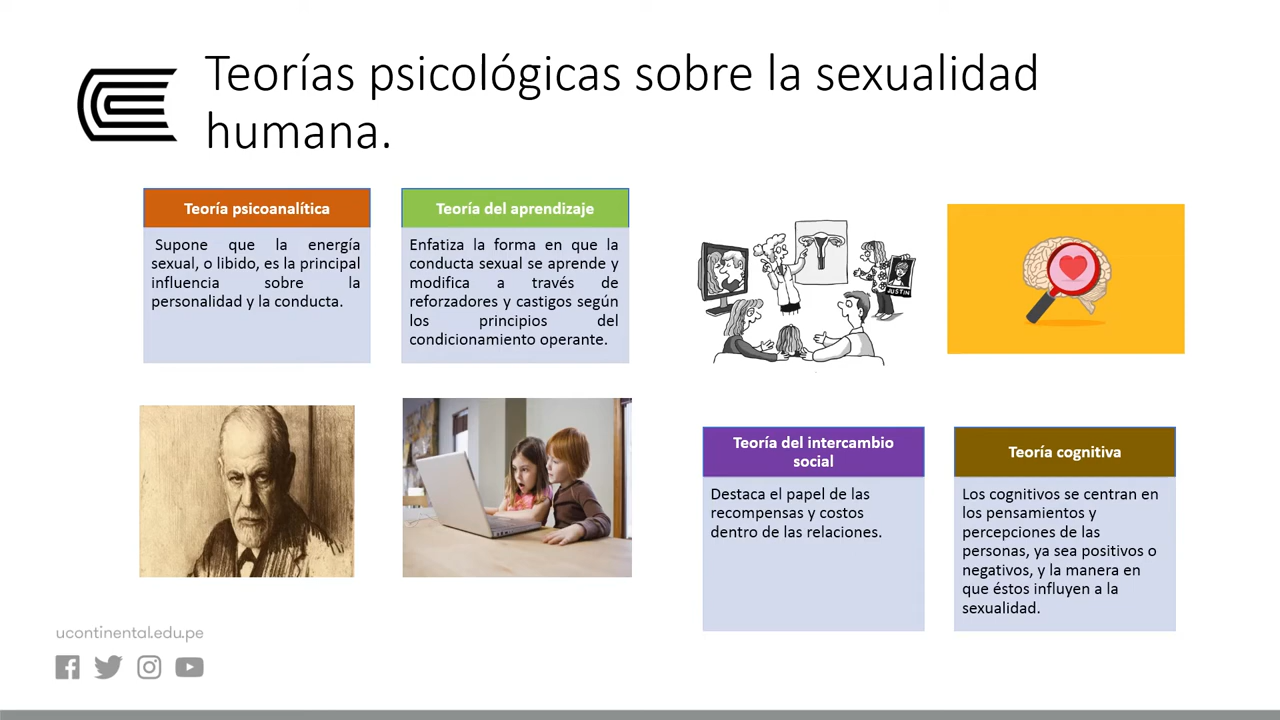 Teorías psicológicas sobre la sexualidad
humana.
Teoría psicoanalítica
Supone que la energía
sexual, o libido, es la principal
influencia sobre la
personalidad y la conducta.
Teoría del aprendizaje
Enfatiza la forma en que la
conducta sexual se aprende y
modifica a través de
reforzadores y castigos según
los principios del
condicionamiento operante.
JUSTIN
Teoría del intercambio
social
Destaca el papel de las
recompensas y costos
dentro de las relaciones.
Teoría cognitiva
Los cognitivos se centran en
los pensamientos y
percepciones de las
personas, ya sea positivos o
negativos, y la manera en
que éstos influyen a la
sexualidad.
ucontinental.edu.pe